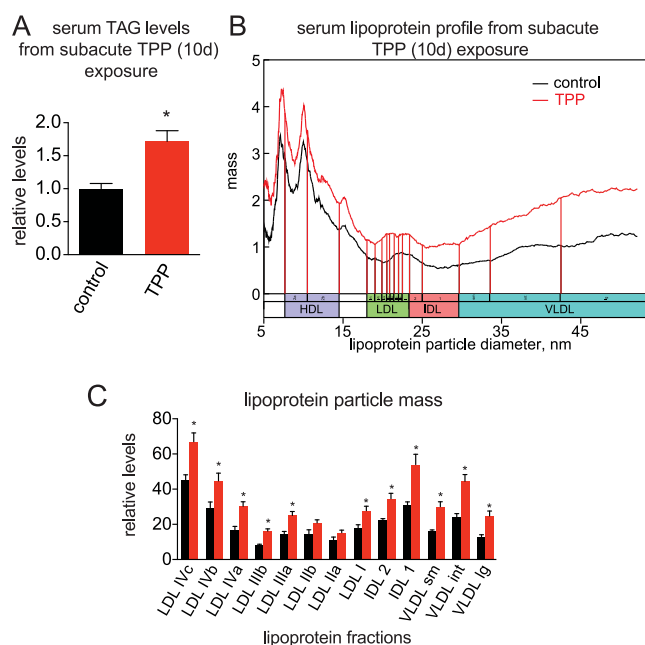 A
serum TAG levels
from subacute TPP (10d)
exposure
relative levels
2.0
1.5
1.0
0.5
0.0
*
control
TPP
B
serum lipoprotein profile from subacute
TPP (10d) exposure
mass
5
4
3
2
1
0
control
TPP
HDL
LDL
IDL
VLDL
5
15
25
35
45
lipoprotein particle diameter, nm
C
lipoprotein particle mass
relative levels
80
60
40
20
0
* * * * * * * * * * *
LDL IVc
LDL IVb
LDL IVa
LDL IIIb
LDL IIIa
LDL IIb
LDL IIa
LDL I
IDL 2
IDL 1
VLDL sm
VLDL int
VLDL lg
lipoprotein fractions